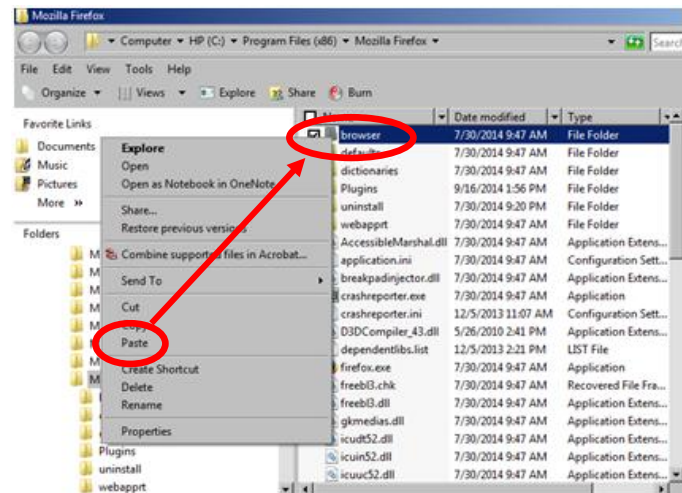 Mozilla Firefox
Computer HP (C:) Program Files (x86) Mozilla Firefox
Search
File Edit View Tools Help
Organize Views Explore Share Burn
Favorite Links
Documents
Music
Pictures
More »
Folders
Plugins
uninstall
webapprt
Explore
Open
Open as Notebook in OneNote
Share...
Restore previous versions
Combine supported files in Acrobat...
Send To
Cut
Copy
Paste
Create Shortcut
Delete
Rename
Properties
Date modified Type
browser 7/30/2014 9:47 AM File Folder
defaults 7/30/2014 9:47 AM File Folder
dictionaries 7/30/2014 9:47 AM File Folder
Plugins 9/16/2014 1:56 PM File Folder
uninstall 7/30/2014 9:20 PM File Folder
webapprt 7/30/2014 9:47 AM File Folder
AccessibleMarshal.dll 7/30/2014 9:47 AM Application Extens...
application.ini 7/30/2014 9:47 AM Configuration Sett...
breakpadinjector.dll 7/30/2014 9:47 AM Application Extens...
crashreporter.exe 7/30/2014 9:47 AM Application
crashreporter.ini 12/5/2013 11:07 AM Configuration Sett...
D3DCompiler_43.dll 5/26/2010 2:41 PM Application Extens...
dependentlibs.list 12/5/2013 2:21 PM LIST File
firefox.exe 7/30/2014 9:47 AM Application
freebl3.chk 7/30/2014 9:47 AM Recovered File Fra...
freebl3.dll 7/30/2014 9:47 AM Application Extens...
gkmedias.dll 7/30/2014 9:47 AM Application Extens...
icudt52.dll 7/30/2014 9:47 AM Application Extens...
icuin52.dll 7/30/2014 9:47 AM Application Extens...
icuuc52.dll 7/30/2014 9:47 AM Application Extens...